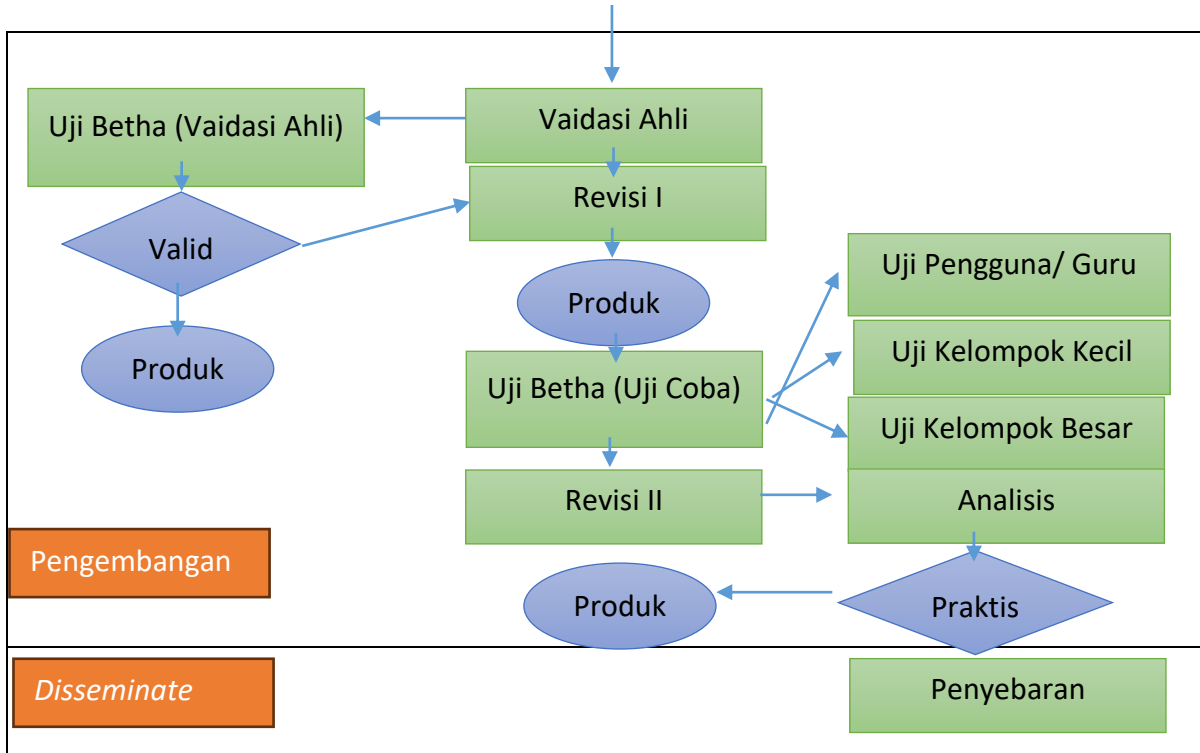 Uji Betha (Vaidasi Ahli)
Vaidasi Ahli
Revisi I
Valid
Uji Pengguna/ Guru
Produk
Uji Kelompok Kecil
Produk
Uji Betha (Uji Coba)
Uji Kelompok Besar
Revisi II
Analisis
Pengembangan
Produk
Praktis
Disseminate
Penyebaran